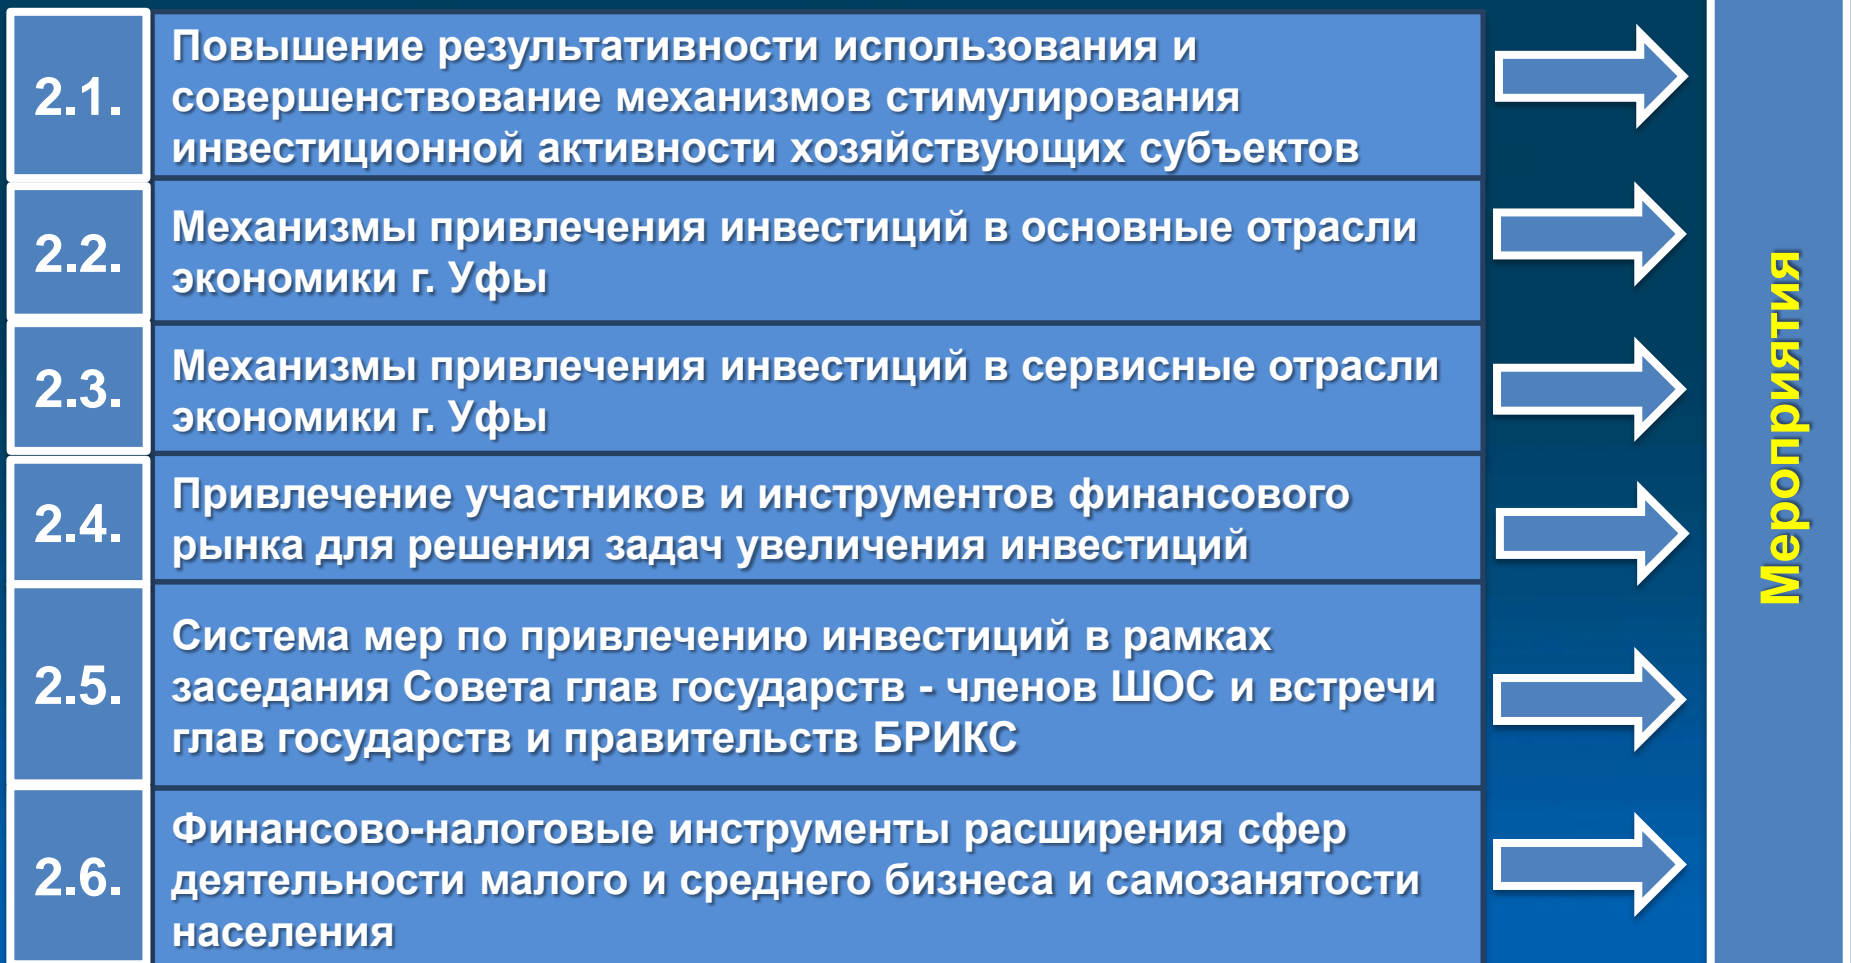 2.1.
Повышение результативности использования и
совершенствование механизмов стимулирования
инвестиционной активности хозяйствующих субъектов
2.2.
Механизмы привлечения инвестиций в основные отрасли
экономики г. Уфы
2.3.
Механизмы привлечения инвестиций в сервисные отрасли
экономики г. Уфы
2.4.
Привлечение участников и инструментов финансового
рынка для решения задач увеличения инвестиций
2.5.
Система мер по привлечению инвестиций в рамках
заседания Совета глав государств - членов ШОС и встречи
глав государств и правительств БРИКС
2.6.
Финансово-налоговые инструменты расширения сфер
деятельности малого и среднего бизнеса и самозанятости
населения
Мероприятия